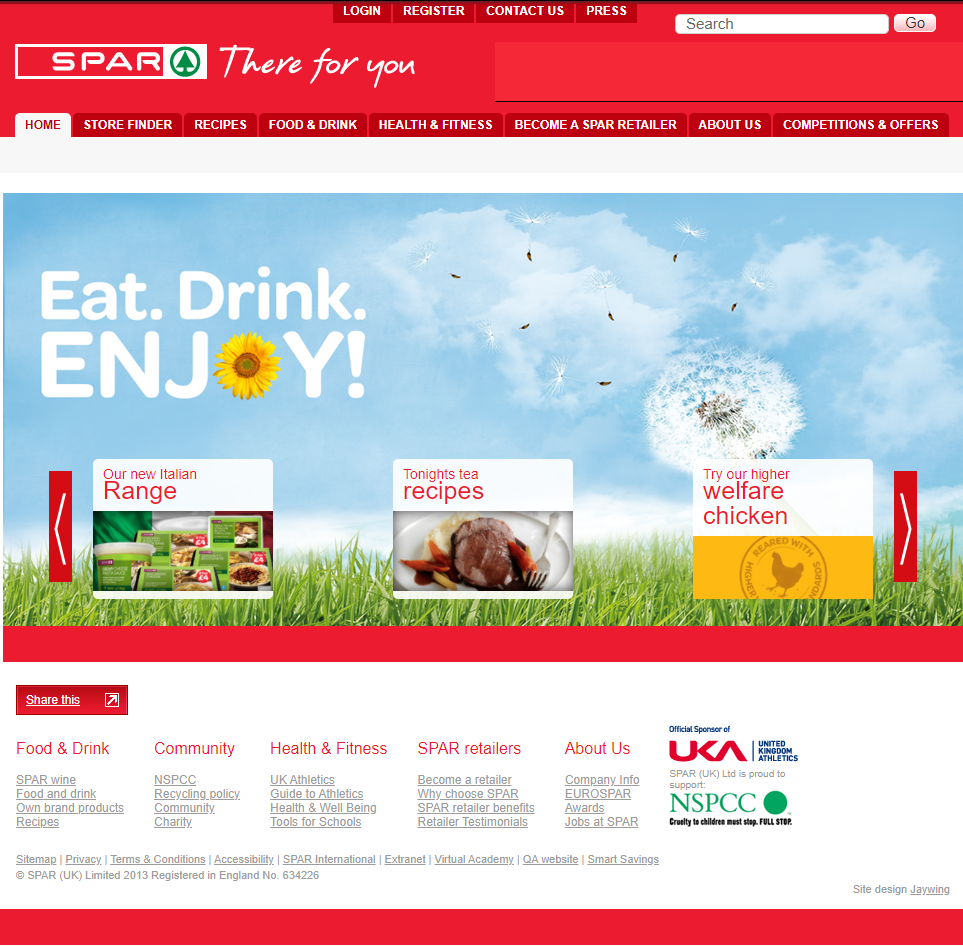 LOGIN REGISTER CONTACT US PRESS
Search Go
SPAR There for you
HOME STORE FINDER RECIPES FOOD & DRINK HEALTH & FITNESS BECOME A SPAR RETAILER ABOUT US COMPETITIONS & OFFERS
Eat. Drink.
ENJOY!
Our new Italian
Range
Tonights tea
recipes
Try our higher
welfare
chicken
£4
£4
REARED WITH
HIGHER
Share this
Food & Drink
SPAR wine
Food and drink
Own brand products
Recipes
Community
NSPCC
Recycling policy
Community
Charity
Health & Fitness
UK Athletics
Guide to Athletics
Health & Well Being
Tools for Schools
SPAR retailers
Become a retailer
Why choose SPAR
SPAR retailer benefits
Retailer Testimonials
About Us
Company Info
EUROSPAR
Awards
Jobs at SPAR
Official Sponsor of
UKA UNITED
KINGDOM
ATHLETICS
SPAR (UK) Ltd is proud to
support:
NSPCC
Cruelty to children must stop. FULL STOP.
Sitemap | Privacy | Terms & Conditions | Accessibility | SPAR International | Extranet | Virtual Academy | QA website | Smart Savings
© SPAR (UK) Limited 2013 Registered in England No. 634226
Site design Jaywing